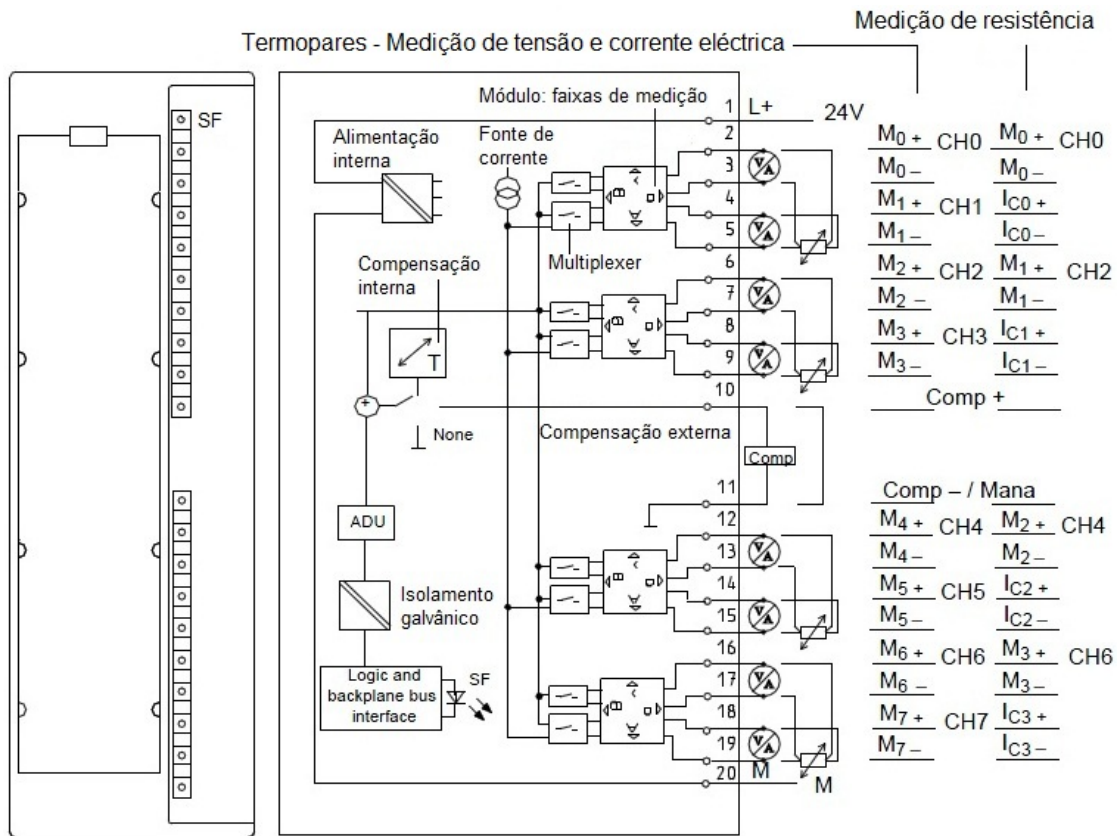 Medição de resistência
Termopares - Medição de tensão e corrente eléctrica
SF
Alimentação
interna
Fonte de
corrente
Módulo: faixas de medição
Multiplexer
Compensação
interna
T
+
None
Compensação externa
Comp
ADU
Isolamento
galvânico
Logic and
backplane bus
interface
SF
1 L+ 24V
2
3
4
5
6
7
8
9
10
11
12
13
14
15
16
17
18
19
20
V/A
V/A
V/A
V/A
V/A
V/A
V/A
V/A
M
M
M0 + CH0 M0 + CH0
M0 – M0 –
M1 + CH1 IC0 +
M1 – IC0 –
M2 + CH2 M1 + CH2
M2 – M1 –
M3 + CH3 IC1 +
M3 – IC1 –
Comp +
Comp – / Mana
M4 + CH4 M2 + CH4
M4 – M2 –
M5 + CH5 IC2 +
M5 – IC2 –
M6 + CH6 M3 + CH6
M6 – M3 –
M7 + CH7 IC3 +
M7 – IC3 –